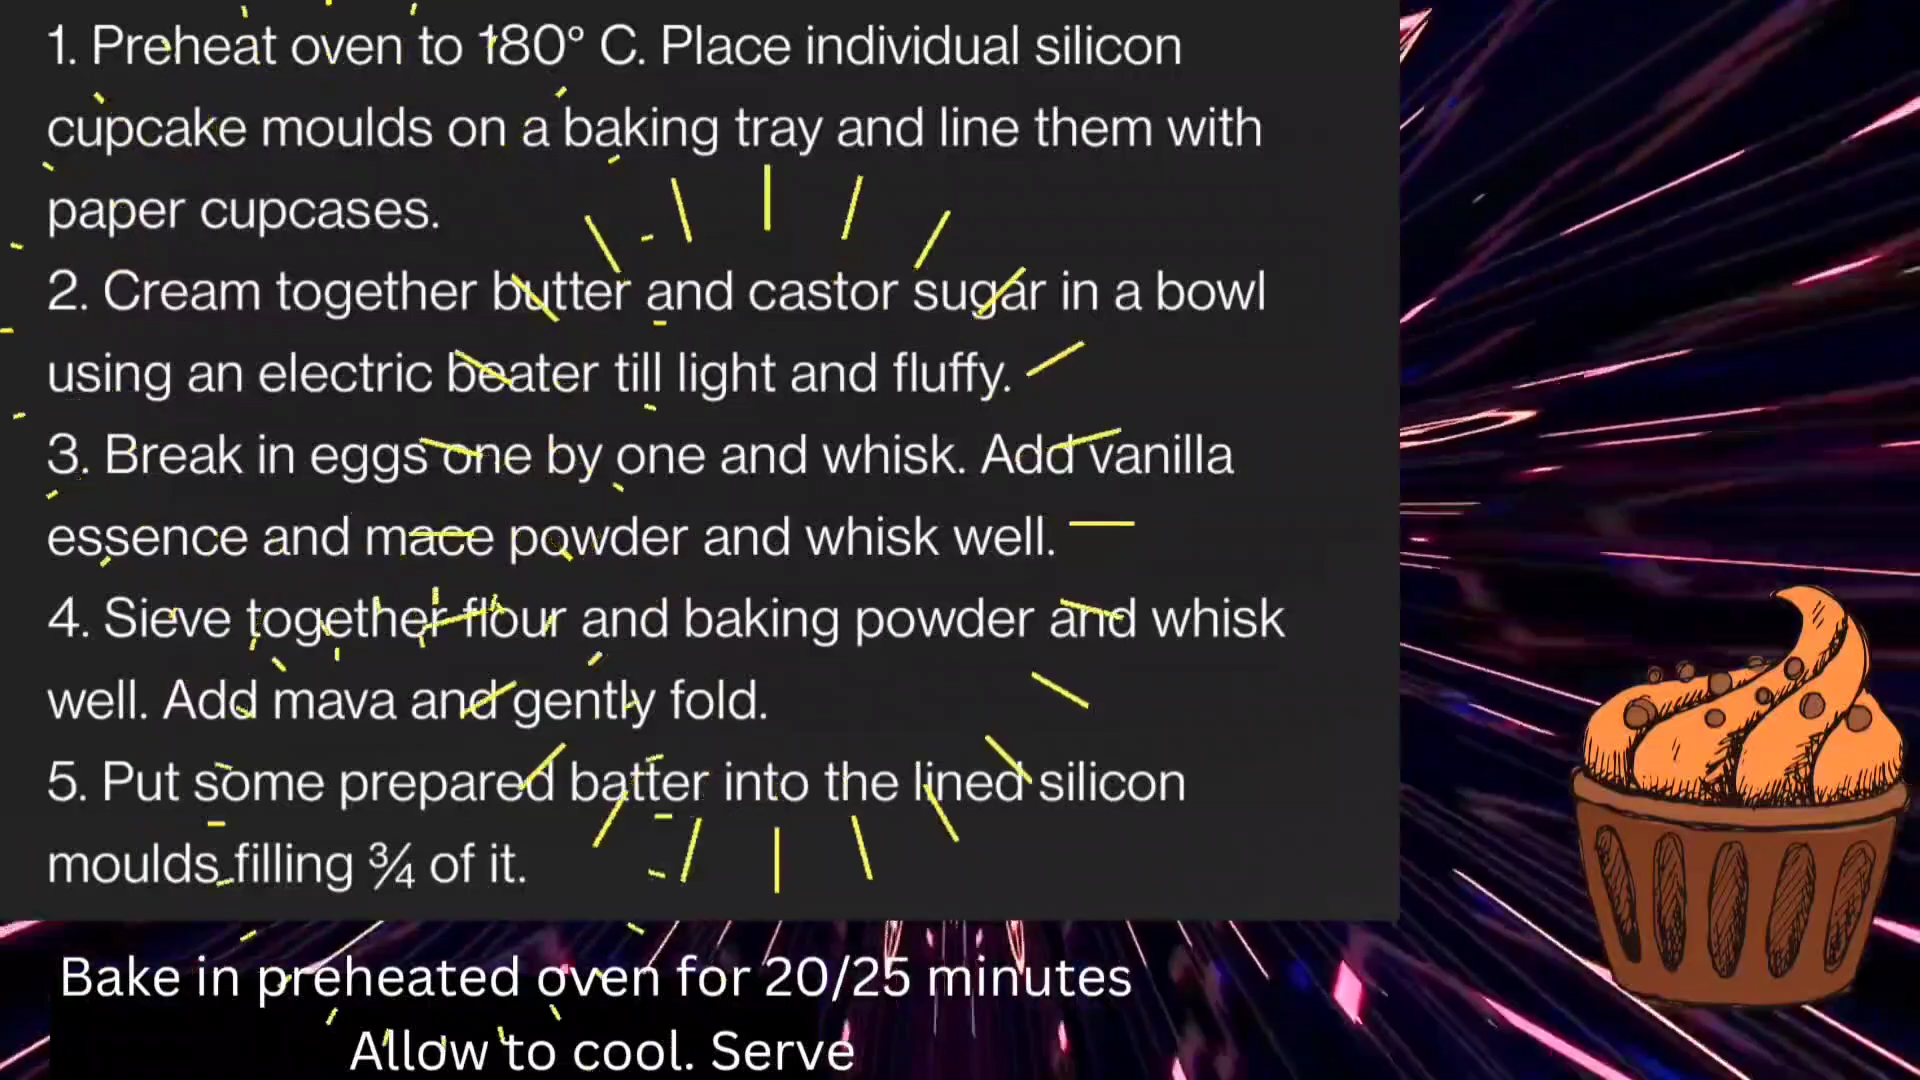 1. Preheat oven to 180° C. Place individual silicon
cupcake moulds on a baking tray and line them with
paper cupcases.
2. Cream together butter and castor sugar in a bowl
using an electric beater till light and fluffy.
3. Break in eggs one by one and whisk. Add vanilla
essence and mace powder and whisk well.
4. Sieve together flour and baking powder and whisk
well. Add mava and gently fold.
5. Put some prepared batter into the lined silicon
moulds filling ¾ of it.
Bake in preheated oven for 20/25 minutes
Allow to cool. Serve